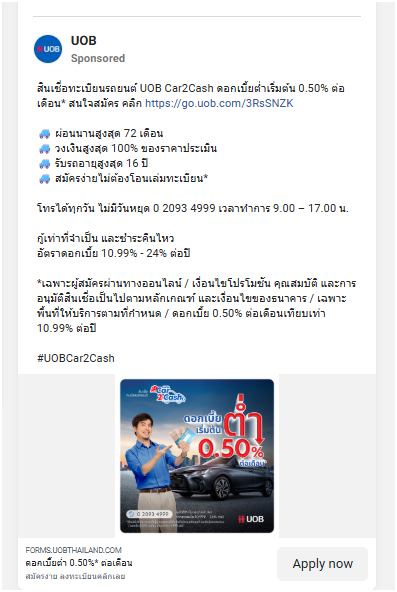 UOB
UOB
Sponsored
สินเชื่อทะเบียนรถยนต์ UOB Car2Cash ดอกเบี้ยต่ำเริ่มต้น 0.50% ต่อ
เดือน* สนใจสมัคร คลิก https://go.uob.com/3RsSNZK
🚙 ผ่อนนานสูงสุด 72 เดือน
🚙 วงเงินสูงสุด 100% ของราคาประเมิน
🚙 รับรถอายุสูงสุด 16 ปี
🚙 สมัครง่ายไม่ต้องโอนเล่มทะเบียน*
โทรได้ทุกวัน ไม่มีวันหยุด 0 2093 4999 เวลาทำการ 9.00 – 17.00 น.
กู้เท่าที่จำเป็น และชำระคืนไหว
อัตราดอกเบี้ย 10.99% - 24% ต่อปี
*เฉพาะผู้สมัครผ่านทางออนไลน์ / เงื่อนไขโปรโมชั่น คุณสมบัติ และการ
อนุมัติสินเชื่อเป็นไปตามหลักเกณฑ์ และเงื่อนไขของธนาคาร / เฉพาะ
พื้นที่ให้บริการตามที่กำหนด / ดอกเบี้ย 0.50% ต่อเดือนเทียบเท่า
10.99% ต่อปี
#UOBCar2Cash
Car
2Cash
ดอกเบี้ย
เริ่มต้น
ต่ำ
0.50%
ต่อเดือน*
0 2093 4999
UOB
FORMS.UOBTHAILAND.COM
ดอกเบี้ยต่ำ 0.50%* ต่อเดือน
สมัครง่าย ลงทะเบียนคลิกเลย
Apply now